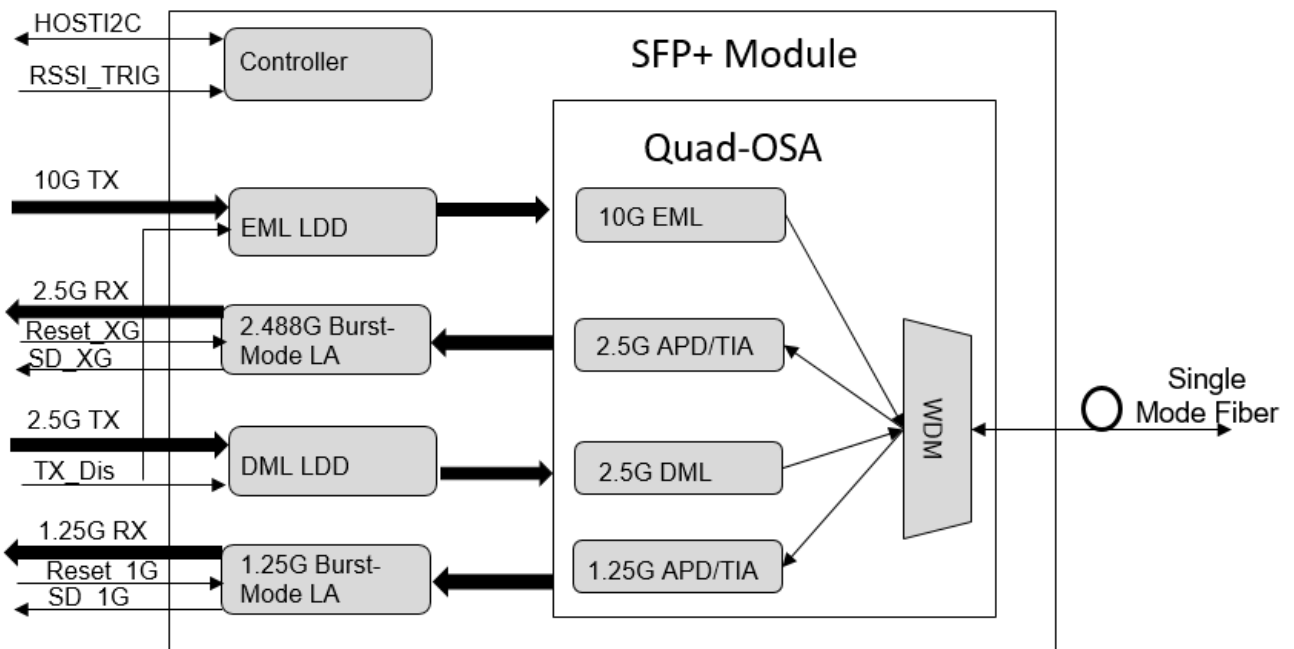 HOSTI2C
RSSI_TRIG
Controller
SFP+ Module
Quad-OSA
10G TX
EML LDD
10G EML
2.5G RX
Reset_XG
SD_XG
2.488G Burst-
Mode LA
2.5G APD/TIA
WDM
Single
Mode Fiber
2.5G TX
TX_Dis
DML LDD
2.5G DML
1.25G RX
Reset_1G
SD_1G
1.25G Burst-
Mode LA
1.25G APD/TIA